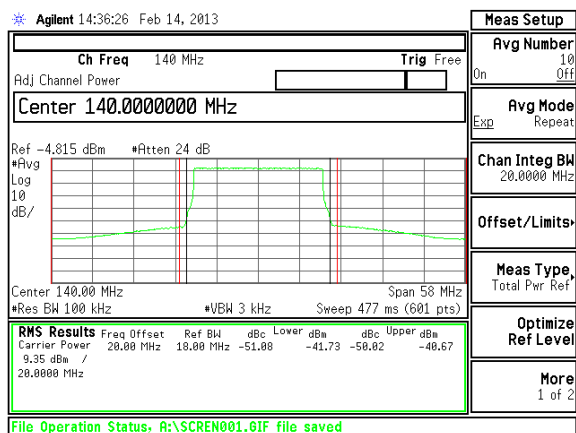 Agilent 14:36:26 Feb 14, 2013
Meas Setup
Ch Freq 140 MHz Trig Free
Adj Channel Power
Center 140.0000000 MHz
Ref -4.815 dBm #Atten 24 dB
#Avg
Log
10
dB/
Center 140.00 MHz Span 58 MHz
#Res BW 100 kHz #VBW 3 kHz Sweep 477 ms (601 pts)
RMS Results Freq Offset Ref BW dBc Lower dBm dBc Upper dBm
Carrier Power 20.00 MHz 18.00 MHz -51.08 -41.73 -50.02 -40.67
9.35 dBm /
20.0000 MHz
Avg Number
10
On Off
Avg Mode
Exp Repeat
Chan Integ BW
20.0000 MHz
Offset/Limits
Meas Type
Total Pwr Ref
Optimize
Ref Level
More
1 of 2
File Operation Status, A:\SCREN001.GIF file saved